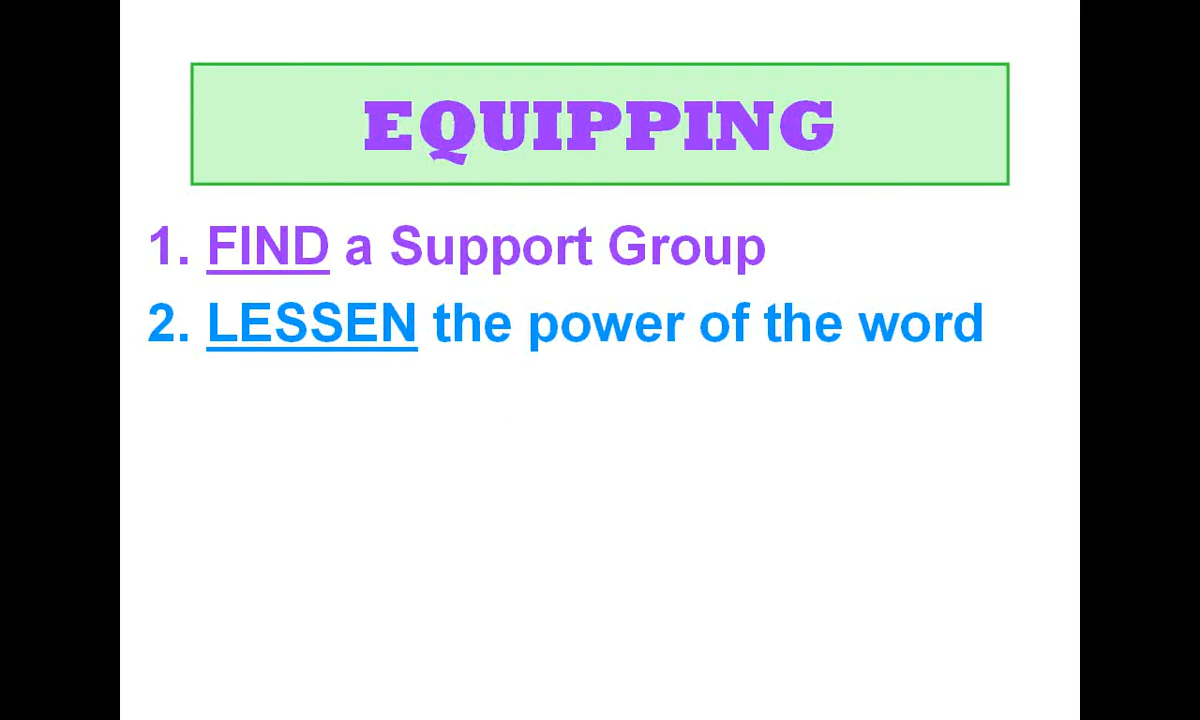 EQUIPPING
1. FIND a Support Group
2. LESSEN the power of the word